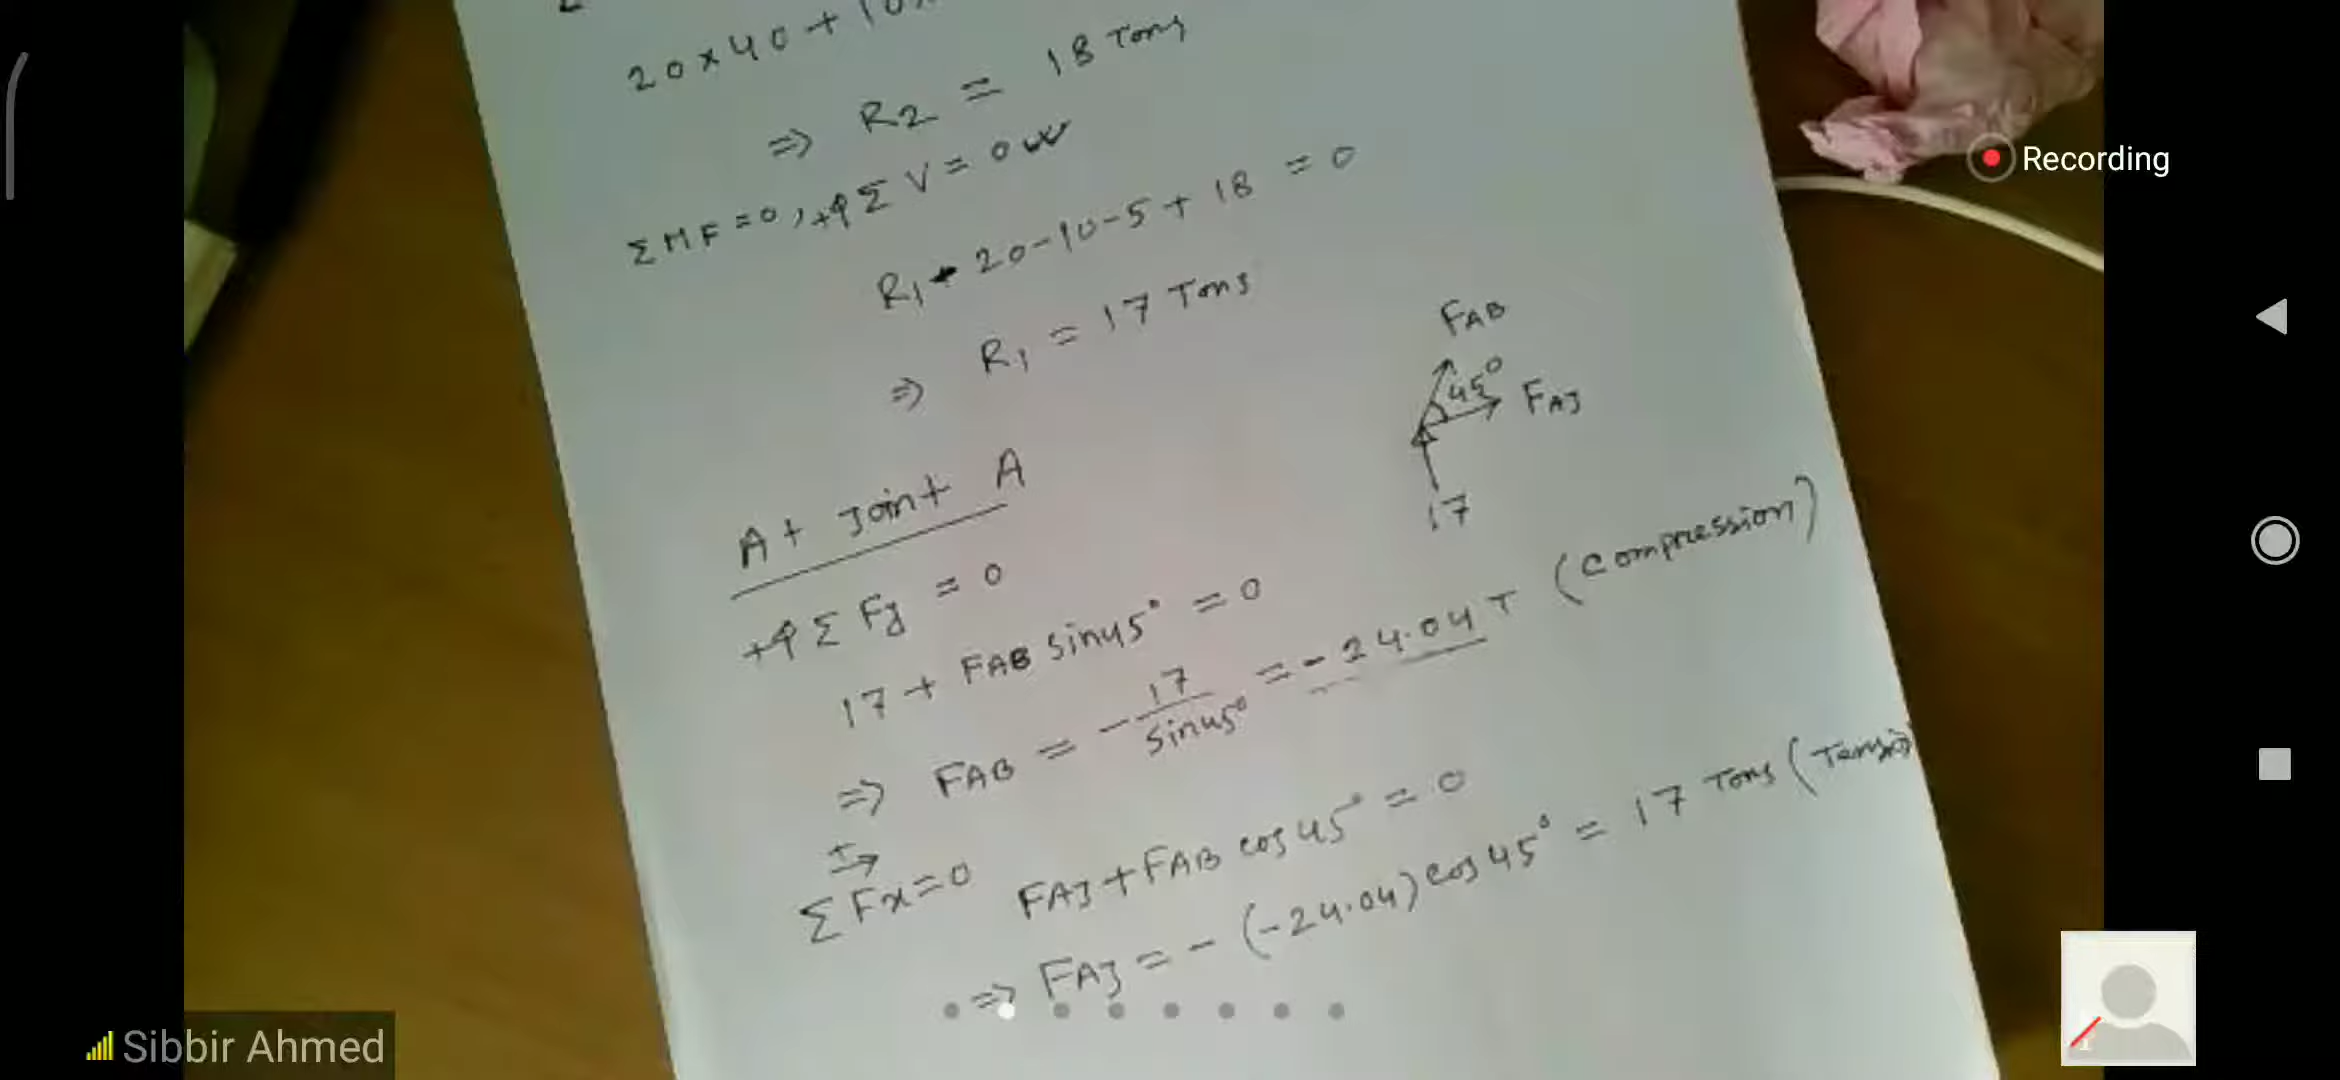 20×40+10
⇒ R2 = 18 Tons
ΣMF=0, +↑ΣV=0
R1-20-10-5+18=0
⇒ R1 = 17 Tons
FAB
45°
FAJ
17
At Joint A
+↑ΣFy = 0
17+FAB sin45°=0
⇒ FAB = -17/sin45° = -24.04 T (compression)
+→
ΣFx=0 FAJ+FAB cos45°=0
⇒ FAJ = -(-24.04)cos45° = 17 Tons (Tensio
Recording
Sibbir Ahmed